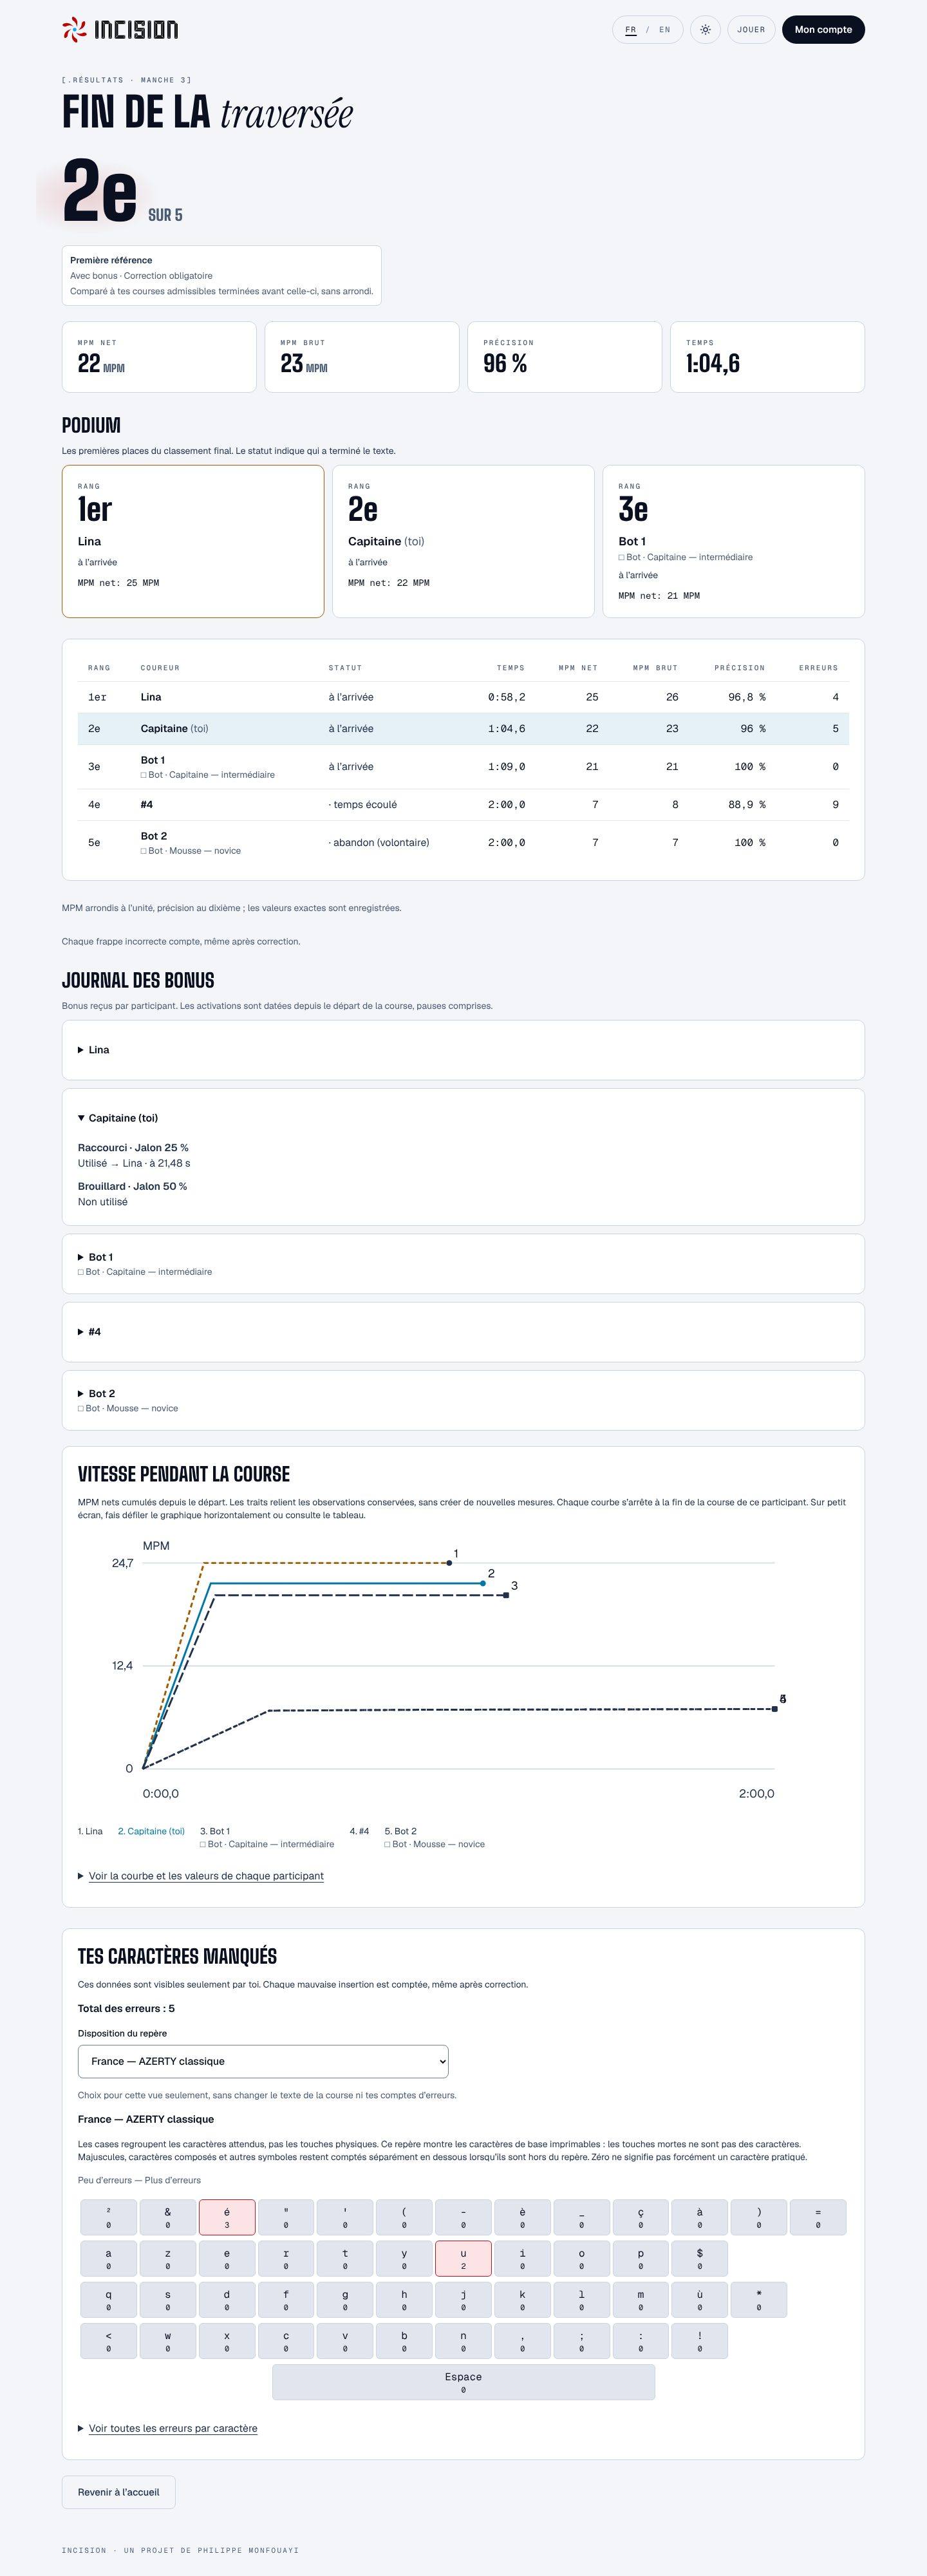 INCISION
FR / EN
JOUER
Mon compte
[.RÉSULTATS · MANCHE 3]
FIN DE LA traversée
2e SUR 5
Première référence
Avec bonus · Correction obligatoire
Comparé à tes courses admissibles terminées avant celle-ci, sans arrondi.
MPM NET
22 MPM
MPM BRUT
23 MPM
PRÉCISION
96 %
TEMPS
1:04,6
PODIUM
Les premières places du classement final. Le statut indique qui a terminé le texte.
RANG
1er
Lina
à l'arrivée
MPM net: 25 MPM
RANG
2e
Capitaine (toi)
à l'arrivée
MPM net: 22 MPM
RANG
3e
Bot 1
□ Bot · Capitaine — intermédiaire
à l'arrivée
MPM net: 21 MPM
RANG COUREUR STATUT TEMPS MPM NET MPM BRUT PRÉCISION ERREURS
1er Lina à l'arrivée 0:58,2 25 26 96,8 % 4
2e Capitaine (toi) à l'arrivée 1:04,6 22 23 96 % 5
3e Bot 1 □ Bot · Capitaine — intermédiaire à l'arrivée 1:09,0 21 21 100 % 0
4e #4 · temps écoulé 2:00,0 7 8 88,9 % 9
5e Bot 2 □ Bot · Mousse — novice · abandon (volontaire) 2:00,0 7 7 100 % 0
MPM arrondis à l'unité, précision au dixième ; les valeurs exactes sont enregistrées.
Chaque frappe incorrecte compte, même après correction.
JOURNAL DES BONUS
Bonus reçus par participant. Les activations sont datées depuis le départ de la course, pauses comprises.
▶ Lina
▼ Capitaine (toi)
Raccourci · Jalon 25 %
Utilisé → Lina · à 21,48 s
Brouillard · Jalon 50 %
Non utilisé
▶ Bot 1
□ Bot · Capitaine — intermédiaire
▶ #4
▶ Bot 2
□ Bot · Mousse — novice
VITESSE PENDANT LA COURSE
MPM nets cumulés depuis le départ. Les traits relient les observations conservées, sans créer de nouvelles mesures. Chaque courbe s'arrête à la fin de la course de ce participant. Sur petit
écran, fais défiler le graphique horizontalement ou consulte le tableau.
MPM
24,7
1
2
3
12,4
0
0:00,0 2:00,0
1. Lina 2. Capitaine (toi) 3. Bot 1 4. #4 5. Bot 2
□ Bot · Capitaine — intermédiaire □ Bot · Mousse — novice
▶ Voir la courbe et les valeurs de chaque participant
TES CARACTÈRES MANQUÉS
Ces données sont visibles seulement par toi. Chaque mauvaise insertion est comptée, même après correction.
Total des erreurs : 5
Disposition du repère
France — AZERTY classique
Choix pour cette vue seulement, sans changer le texte de la course ni tes comptes d'erreurs.
France — AZERTY classique
Les cases regroupent les caractères attendus, pas les touches physiques. Ce repère montre les caractères de base imprimables : les touches mortes ne sont pas des caractères.
Majuscules, caractères composés et autres symboles restent comptés séparément en dessous lorsqu'ils sont hors du repère. Zéro ne signifie pas forcément un caractère pratiqué.
Peu d'erreurs — Plus d'erreurs
² & é " ' ( - è _ ç à ) =
0 0 3 0 0 0 0 0 0 0 0 0 0
a z e r t y u i o p $
0 0 0 0 0 0 2 0 0 0 0
q s d f g h j k l m ù *
0 0 0 0 0 0 0 0 0 0 0 0
< w x c v b n , ; : !
0 0 0 0 0 0 0 0 0 0 0
Espace
0
▶ Voir toutes les erreurs par caractère
Revenir à l'accueil
INCISION · UN PROJET DE PHILIPPE MONFOUAYI